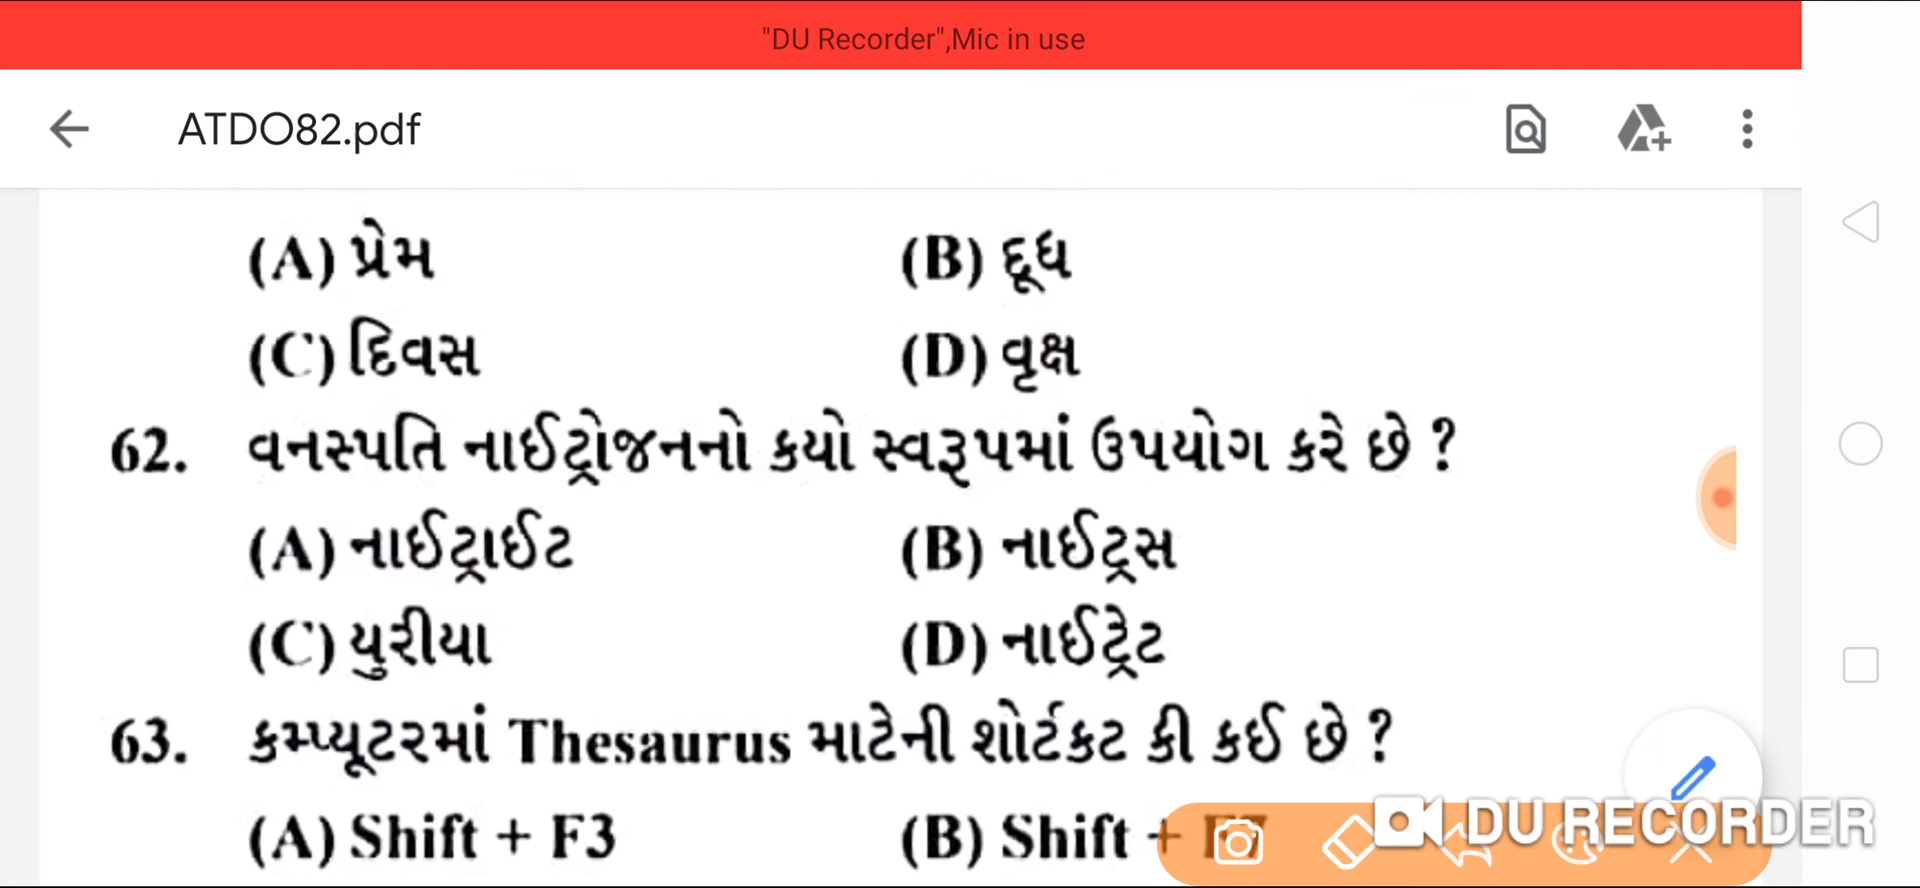 "DU Recorder",Mic in use
ATDO82.pdf
(A) પ્રેમ (B) દૂધ
(C) દિવસ (D) વૃક્ષ
62. વનસ્પતિ નાઈટ્રોજનનો કયો સ્વરૂપમાં ઉપયોગ કરે છે ?
(A) નાઈટ્રાઈટ (B) નાઈટ્રસ
(C) યુરીયા (D) નાઈટ્રેટ
63. કમ્પ્યૂટરમાં Thesaurus માટેની શોર્ટકટ કી કઈ છે ?
(A) Shift + F3 (B) Shift + F7
DU RECORDER